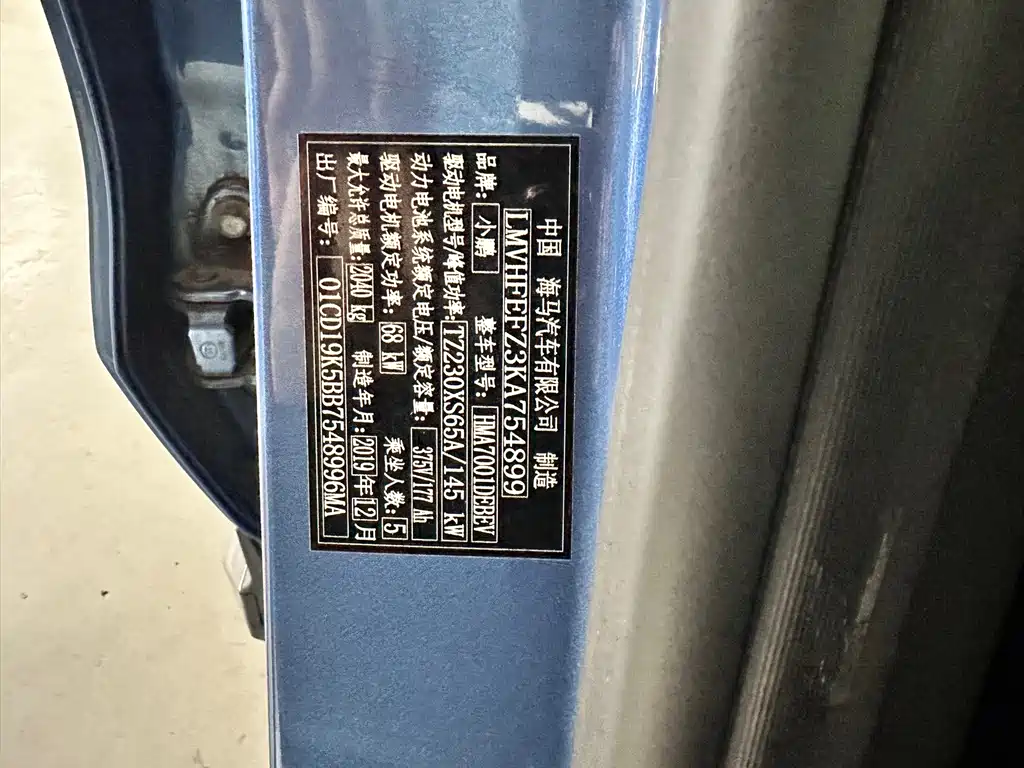 中国 海马汽车有限公司 制造
LMVHFEFZ3KA754899
品牌: 小鹏 整车型号: HMA7001DEBEV
驱动电机型号/峰值功率: TZ230XS65A/145 kW
动力电池系统额定电压/额定容量: 375V/177 Ah
驱动电机额定功率: 68 kW 乘坐人数: 5
最大允许总质量: 2040 kg 制造年月: 2019年12月
出厂编号: 01CD19K5BB7548996MA